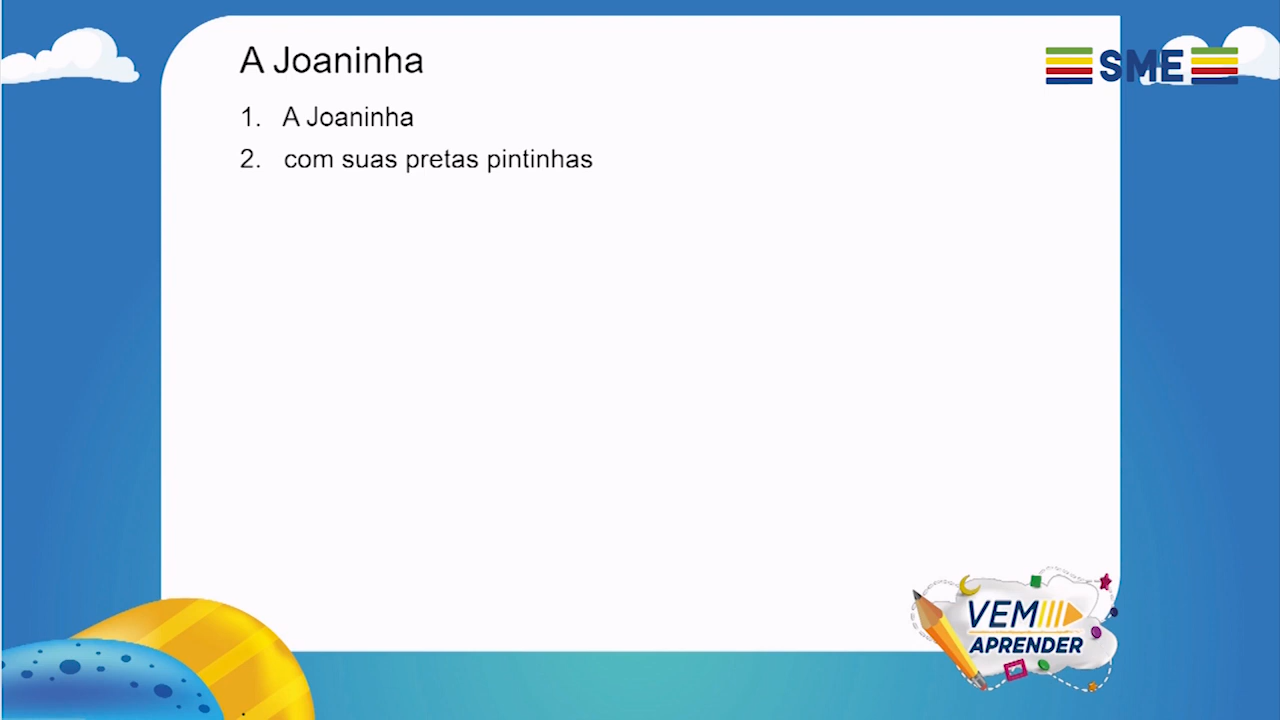 A Joaninha
SME
1. A Joaninha
2. com suas pretas pintinhas
VEM
APRENDER